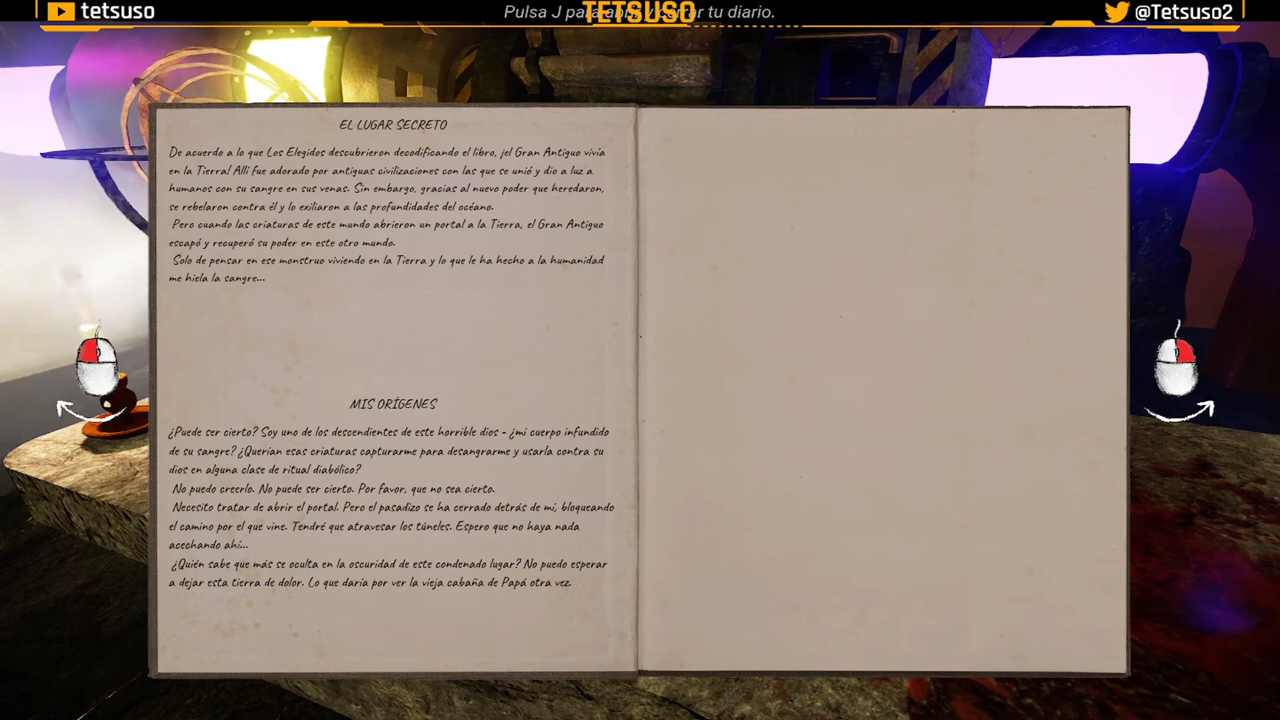 tetsuso
Pulsa J para abrir y cerrar tu diario.
TETSUSO
@Tetsuso2
EL LUGAR SECRETO
De acuerdo a lo que Los Elegidos descubrieron decodificando el libro, ¡el Gran Antiguo vivía
en la Tierra! Allí fue adorado por antiguas civilizaciones con las que se unió y dio a luz a
humanos con su sangre en sus venas. Sin embargo, gracias al nuevo poder que heredaron,
se rebelaron contra él y lo exiliaron a las profundidades del océano.
Pero cuando las criaturas de este mundo abrieron un portal a la Tierra, el Gran Antiguo
escapó y recuperó su poder en este otro mundo.
Solo de pensar en ese monstruo viviendo en la Tierra y lo que le ha hecho a la humanidad
me hiela la sangre...
MIS ORÍGENES
¿Puede ser cierto? Soy uno de los descendientes de este horrible dios - ¿mi cuerpo infundido
de su sangre? ¿Querían esas criaturas capturarme para desangrarme y usarla contra su
dios en alguna clase de ritual diabólico?
No puedo creerlo. No puede ser cierto. Por favor, que no sea cierto.
Necesito tratar de abrir el portal. Pero el pasadizo se ha cerrado detrás de mí, bloqueando
el camino por el que vine. Tendré que atravesar los túneles. Espero que no haya nada
acechando ahí...
¿Quién sabe que más se oculta en la oscuridad de este condenado lugar? No puedo esperar
a dejar esta tierra de dolor. Lo que daría por ver la vieja cabaña de Papá otra vez.